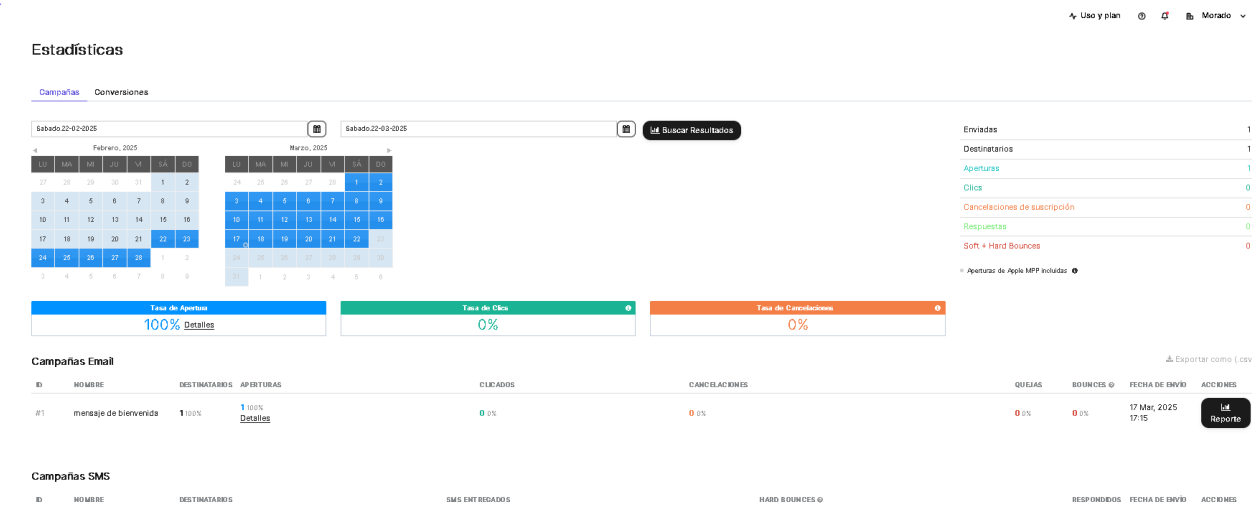 Uso y plan Morado
Estadísticas
Campañas Conversiones
Sabado,22-02-2025 Sabado,22-03-2025 Buscar Resultados
Febrero, 2025 Marzo, 2025
LU MA MI JU VI SÁ DO LU MA MI JU VI SÁ DO
27 28 29 30 31 1 2 24 25 26 27 28 1 2
3 4 5 6 7 8 9 3 4 5 6 7 8 9
10 11 12 13 14 15 16 10 11 12 13 14 15 16
17 18 19 20 21 22 23 17 18 19 20 21 22 23
24 25 26 27 28 1 2 24 25 26 27 28 29 30
3 4 5 6 7 8 9 31 1 2 3 4 5 6
Enviadas 1
Destinatarios 1
Aperturas 1
Clics 0
Cancelaciones de suscripción 0
Respuestas 0
Soft + Hard Bounces 0
Aperturas de Apple MPP incluidas
Tasa de Apertura Tasa de Clics Tasa de Cancelaciones
100% Detalles 0% 0%
Campañas Email Exportar como (.csv
ID NOMBRE DESTINATARIOS APERTURAS CLICADOS CANCELACIONES QUEJAS BOUNCES FECHA DE ENVÍO ACCIONES
#1 mensaje de bienvenida 1 100% 1 100% Detalles 0 0% 0 0% 0 0% 0 0% 17 Mar, 2025 17:15 Reporte
Campañas SMS
ID NOMBRE DESTINATARIOS SMS ENTREGADOS HARD BOUNCES RESPONDIDOS FECHA DE ENVÍO ACCIONES